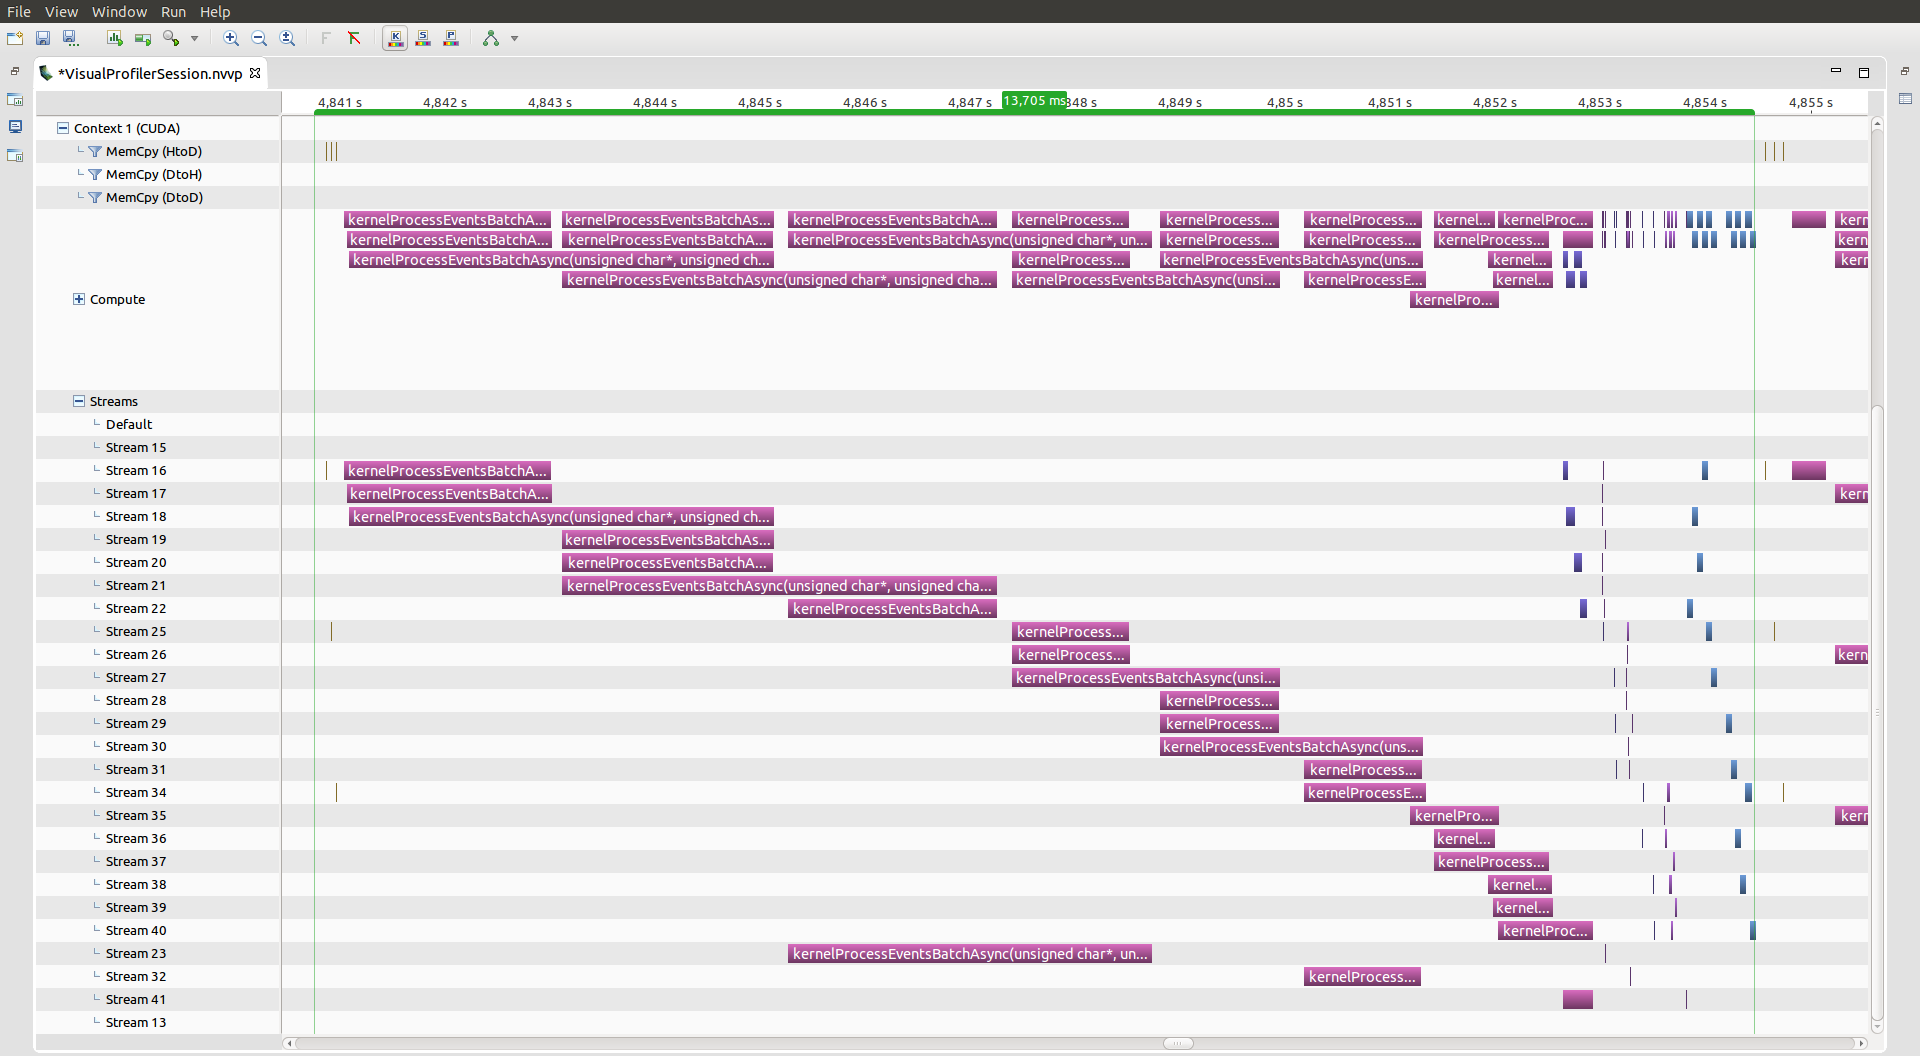 File View Window Run Help
*VisualProfilerSession.nvvp
4,841 s 4,842 s 4,843 s 4,844 s 4,845 s 4,846 s 4,847 s 13,705 ms 848 s 4,849 s 4,85 s 4,851 s 4,852 s 4,853 s 4,854 s 4,855 s
Context 1 (CUDA)
MemCpy (HtoD)
MemCpy (DtoH)
MemCpy (DtoD)
kernelProcessEventsBatchA... kernelProcessEventsBatchAs... kernelProcessEventsBatchA... kernelProcess... kernelProcess... kernelProcess... kernel... kernelProc... kern
kernelProcessEventsBatchA... kernelProcessEventsBatchA... kernelProcessEventsBatchAsync(unsigned char*, un... kernelProcess... kernelProcess... kernelProcess... kern
kernelProcessEventsBatchAsync(unsigned char*, unsigned ch... kernelProcess... kernelProcessEventsBatchAsync(uns... kernel... kern
kernelProcessEventsBatchAsync(unsigned char*, unsigned cha... kernelProcessEventsBatchAsync(unsi... kernelProcessE... kernel...
Compute kernelPro...
Streams
Default
Stream 15
Stream 16 kernelProcessEventsBatchA...
Stream 17 kernelProcessEventsBatchA... kern
Stream 18 kernelProcessEventsBatchAsync(unsigned char*, unsigned ch...
Stream 19 kernelProcessEventsBatchAs...
Stream 20 kernelProcessEventsBatchA...
Stream 21 kernelProcessEventsBatchAsync(unsigned char*, unsigned cha...
Stream 22 kernelProcessEventsBatchA...
Stream 25 kernelProcess...
Stream 26 kernelProcess... kern
Stream 27 kernelProcessEventsBatchAsync(unsi...
Stream 28 kernelProcess...
Stream 29 kernelProcess...
Stream 30 kernelProcessEventsBatchAsync(uns...
Stream 31 kernelProcess...
Stream 34 kernelProcessE...
Stream 35 kernelPro... kern
Stream 36 kernel...
Stream 37 kernelProcess...
Stream 38 kernel...
Stream 39 kernel...
Stream 40 kernelProc...
Stream 23 kernelProcessEventsBatchAsync(unsigned char*, un...
Stream 32 kernelProcess...
Stream 41
Stream 13